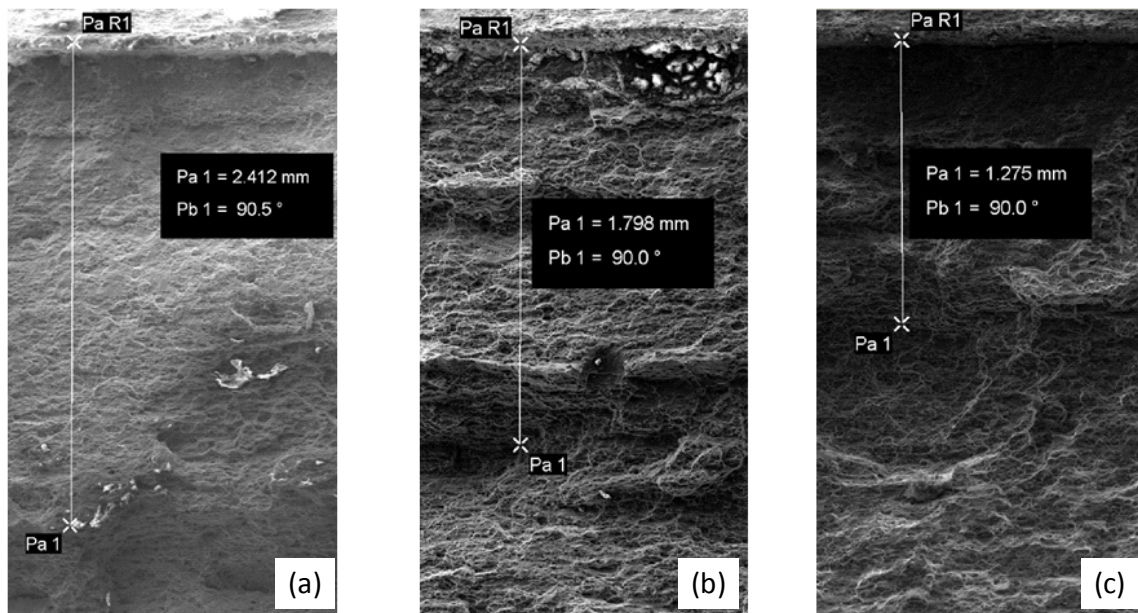 Pa R1
Pa 1 = 2.412 mm
Pb 1 = 90.5 °
Pa 1
(a)
Pa R1
Pa 1 = 1.798 mm
Pb 1 = 90.0 °
Pa 1
(b)
Pa R1
Pa 1 = 1.275 mm
Pb 1 = 90.0 °
Pa 1
(c)